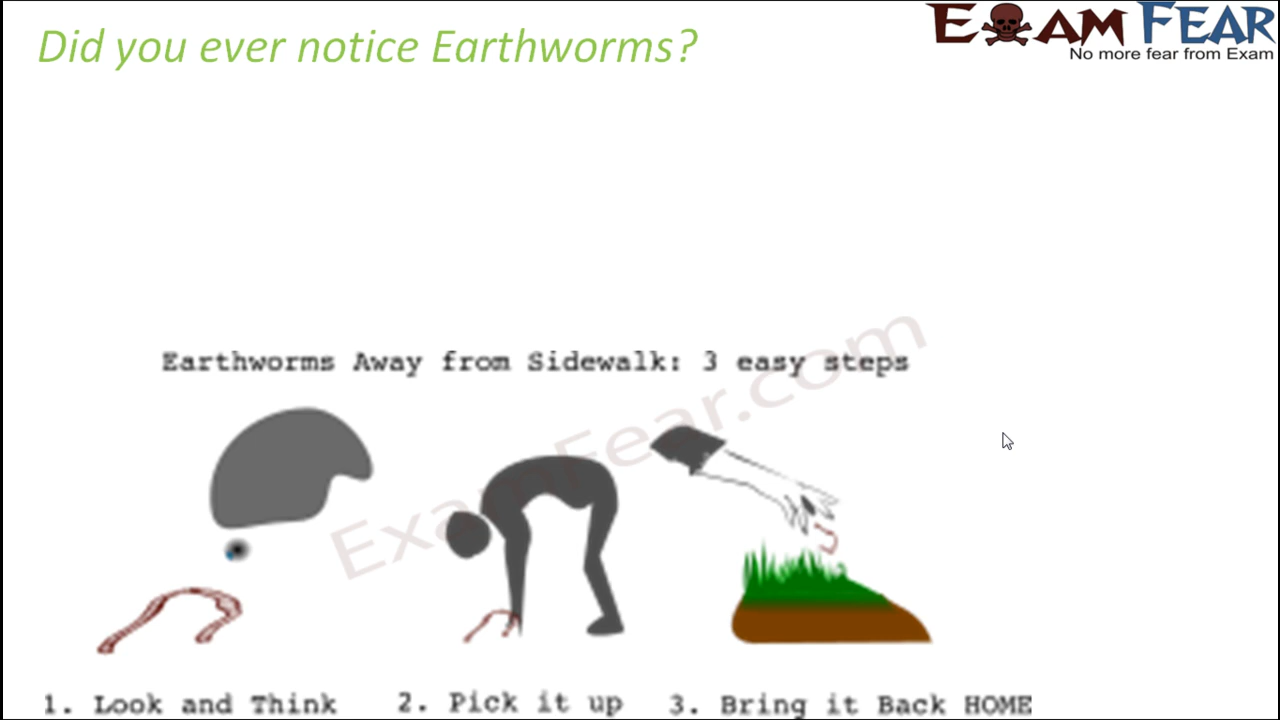 Did you ever notice Earthworms?
EXAM FEAR
No more fear from Exam
Earthworms Away from Sidewalk: 3 easy steps
ExamFear.com
1. Look and Think
2. Pick it up
3. Bring it Back HOME